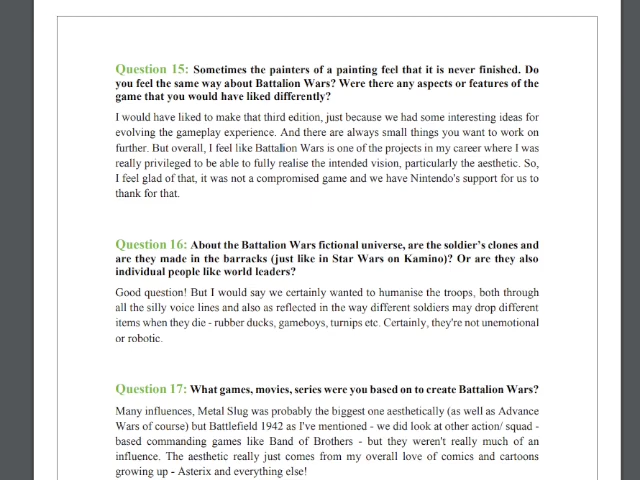 Question 15: Sometimes the painters of a painting feel that it is never finished. Do
you feel the same way about Battalion Wars? Were there any aspects or features of the
game that you would have liked differently?
I would have liked to make that third edition, just because we had some interesting ideas for
evolving the gameplay experience. And there are always small things you want to work on
further. But overall, I feel like Battalion Wars is one of the projects in my career where I was
really privileged to be able to fully realise the intended vision, particularly the aesthetic. So,
I feel glad of that, it was not a compromised game and we have Nintendo's support for us to
thank for that.
Question 16: About the Battalion Wars fictional universe, are the soldier's clones and
are they made in the barracks (just like in Star Wars on Kamino)? Or are they also
individual people like world leaders?
Good question! But I would say we certainly wanted to humanise the troops, both through
all the silly voice lines and also as reflected in the way different soldiers may drop different
items when they die - rubber ducks, gameboys, turnips etc. Certainly, they're not unemotional
or robotic.
Question 17: What games, movies, series were you based on to create Battalion Wars?
Many influences, Metal Slug was probably the biggest one aesthetically (as well as Advance
Wars of course) but Battlefield 1942 as I've mentioned - we did look at other action/ squad -
based commanding games like Band of Brothers - but they weren't really much of an
influence. The aesthetic really just comes from my overall love of comics and cartoons
growing up - Asterix and everything else!